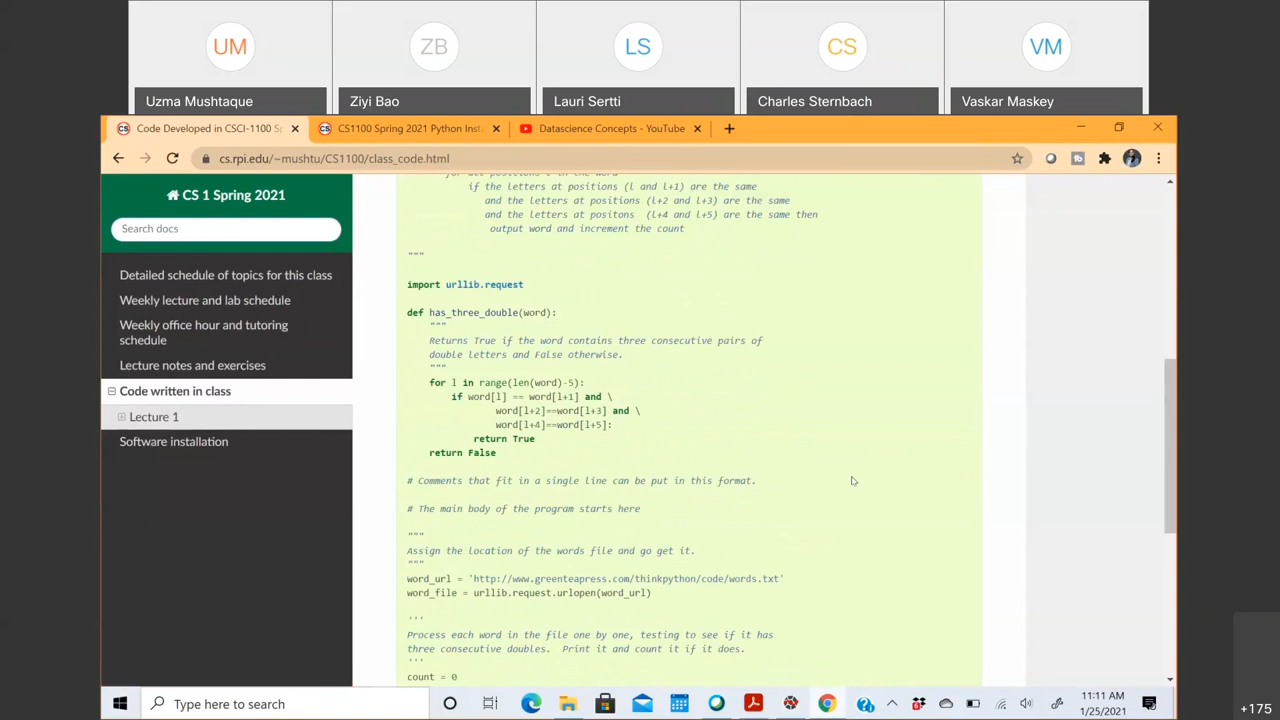 UM
ZB
LS
CS
VM
Uzma Mushtaque
Ziyi Bao
Lauri Sertti
Charles Sternbach
Vaskar Maskey
CS Code Developed in CSCI-1100 Sp
CS CS1100 Spring 2021 Python Inst
Datascience Concepts - YouTube
cs.rpi.edu/~mushtu/CS1100/class_code.html
CS 1 Spring 2021
Search docs
Detailed schedule of topics for this class
Weekly lecture and lab schedule
Weekly office hour and tutoring
schedule
Lecture notes and exercises
Code written in class
Lecture 1
Software installation
if the letters at positions (l and l+1) are the same
and the letters at positions (l+2 and l+3) are the same
and the letters at positons (l+4 and l+5) are the same then
output word and increment the count
"""
import urllib.request
def has_three_double(word):
"""
Returns True if the word contains three consecutive pairs of
double letters and False otherwise.
"""
for l in range(len(word)-5):
if word[l] == word[l+1] and \
word[l+2]==word[l+3] and \
word[l+4]==word[l+5]:
return True
return False
# Comments that fit in a single line can be put in this format.
# The main body of the program starts here
"""
Assign the location of the words file and go get it.
"""
word_url = 'http://www.greenteapress.com/thinkpython/code/words.txt'
word_file = urllib.request.urlopen(word_url)
'''
Process each word in the file one by one, testing to see if it has
three consecutive doubles. Print it and count it if it does.
'''
count = 0
Type here to search
11:11 AM
1/25/2021
+175